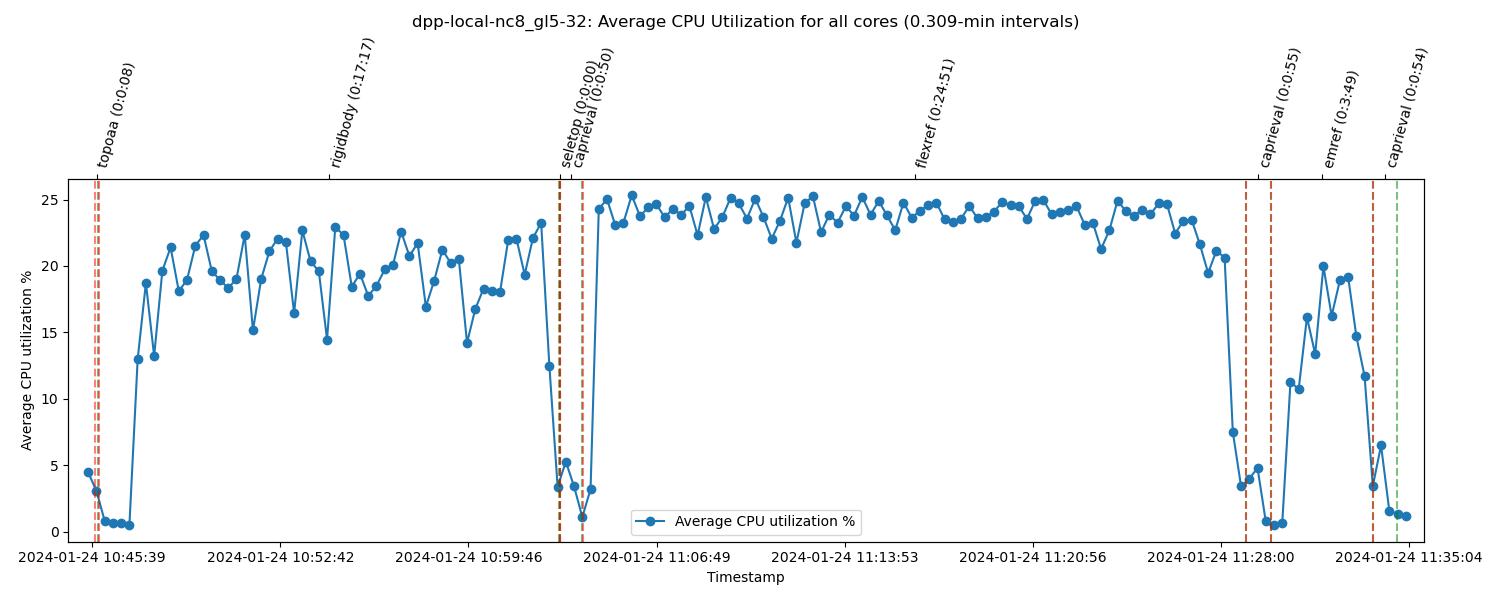 dpp-local-nc8_gl5-32: Average CPU Utilization for all cores (0.309-min intervals)
topoaa (0:0:08)
rigidbody (0:17:17)
seletop (0:0:00)
caprieval (0:0:50)
flexref (0:24:51)
caprieval (0:0:55)
emref (0:3:49)
caprieval (0:0:54)
Average CPU utilization %
25
20
15
10
5
0
Average CPU utilization %
2024-01-24 10:45:39
2024-01-24 10:52:42
2024-01-24 10:59:46
2024-01-24 11:06:49
2024-01-24 11:13:53
2024-01-24 11:20:56
2024-01-24 11:28:00
2024-01-24 11:35:04
Timestamp